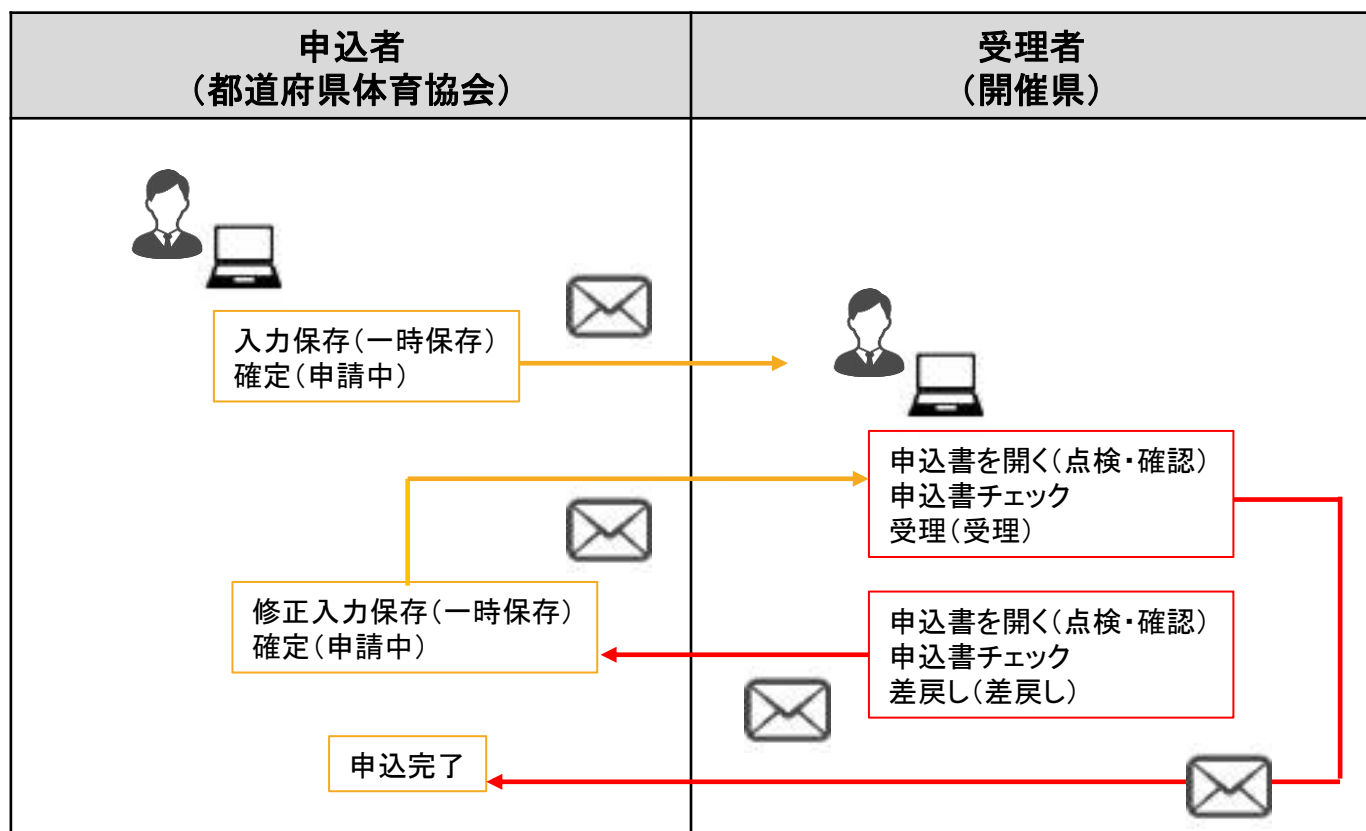 申込者
（都道府県体育協会）
受理者
（開催県）
入力保存（一時保存）
確定（申請中）
申込書を開く（点検・確認）
申込書チェック
受理（受理）
修正入力保存（一時保存）
確定（申請中）
申込書を開く（点検・確認）
申込書チェック
差戻し（差戻し）
申込完了